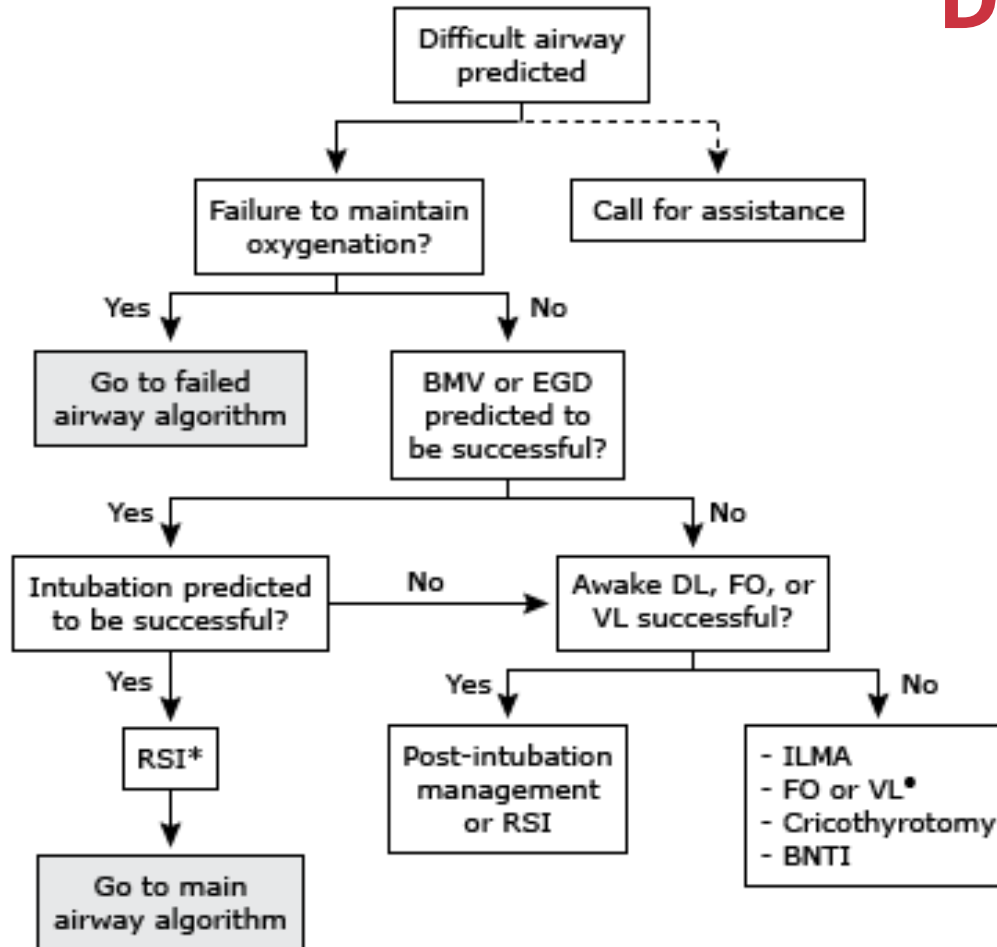 D
Difficult airway
predicted
Failure to maintain
oxygenation?
Call for assistance
Yes
No
Go to failed
airway algorithm
BMV or EGD
predicted to
be successful?
Yes
No
Intubation predicted
to be successful?
No
Awake DL, FO, or
VL successful?
Yes
Yes
No
RSI*
Post-intubation
management
or RSI
- ILMA
- FO or VL•
- Cricothyrotomy
- BNTI
Go to main
airway algorithm